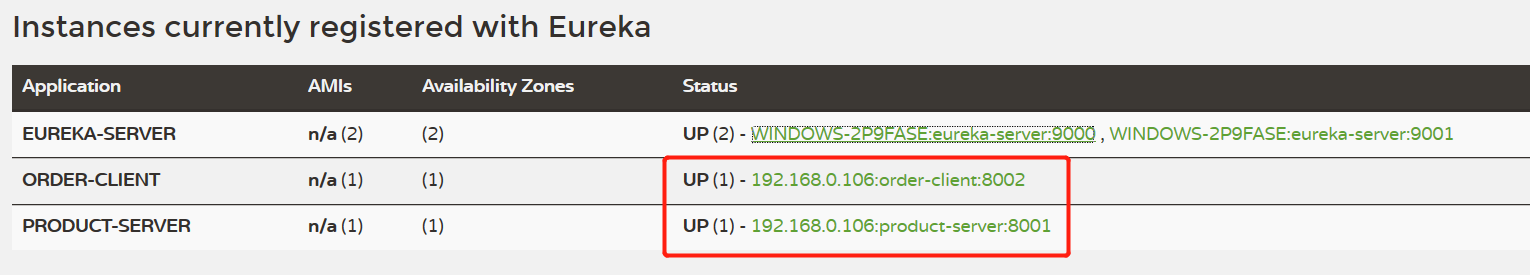 Instances currently registered with Eureka
Application AMIs Availability Zones Status
EUREKA-SERVER n/a (2) (2) UP (2) - WINDOWS-2P9FASE:eureka-server:9000 , WINDOWS-2P9FASE:eureka-server:9001
ORDER-CLIENT n/a (1) (1) UP (1) - 192.168.0.106:order-client:8002
PRODUCT-SERVER n/a (1) (1) UP (1) - 192.168.0.106:product-server:8001